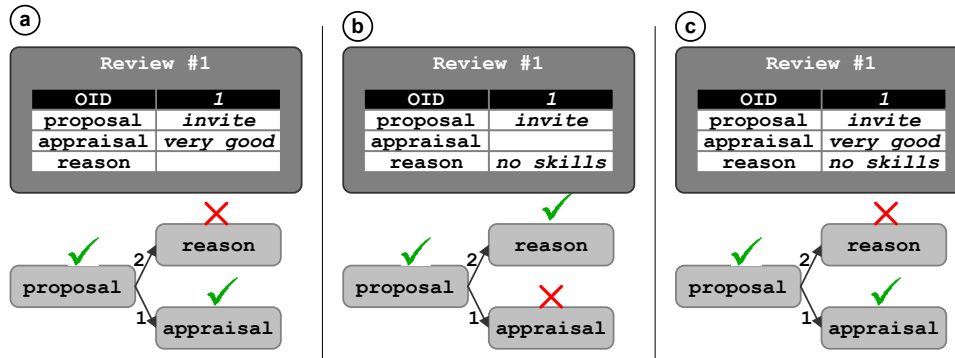 a
Review #1
OID 1
proposal invite
appraisal very good
reason
reason
2
proposal
1
appraisal
b
Review #1
OID 1
proposal invite
appraisal
reason no skills
reason
2
proposal
1
appraisal
c
Review #1
OID 1
proposal invite
appraisal very good
reason no skills
reason
2
proposal
1
appraisal